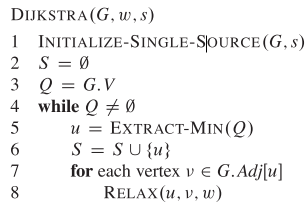 DIJKSTRA(G, w, s)
1 INITIALIZE-SINGLE-SOURCE(G, s)
2 S = ∅
3 Q = G.V
4 while Q ≠ ∅
5 u = EXTRACT-MIN(Q)
6 S = S ∪ {u}
7 for each vertex v ∈ G.Adj[u]
8 RELAX(u, v, w)